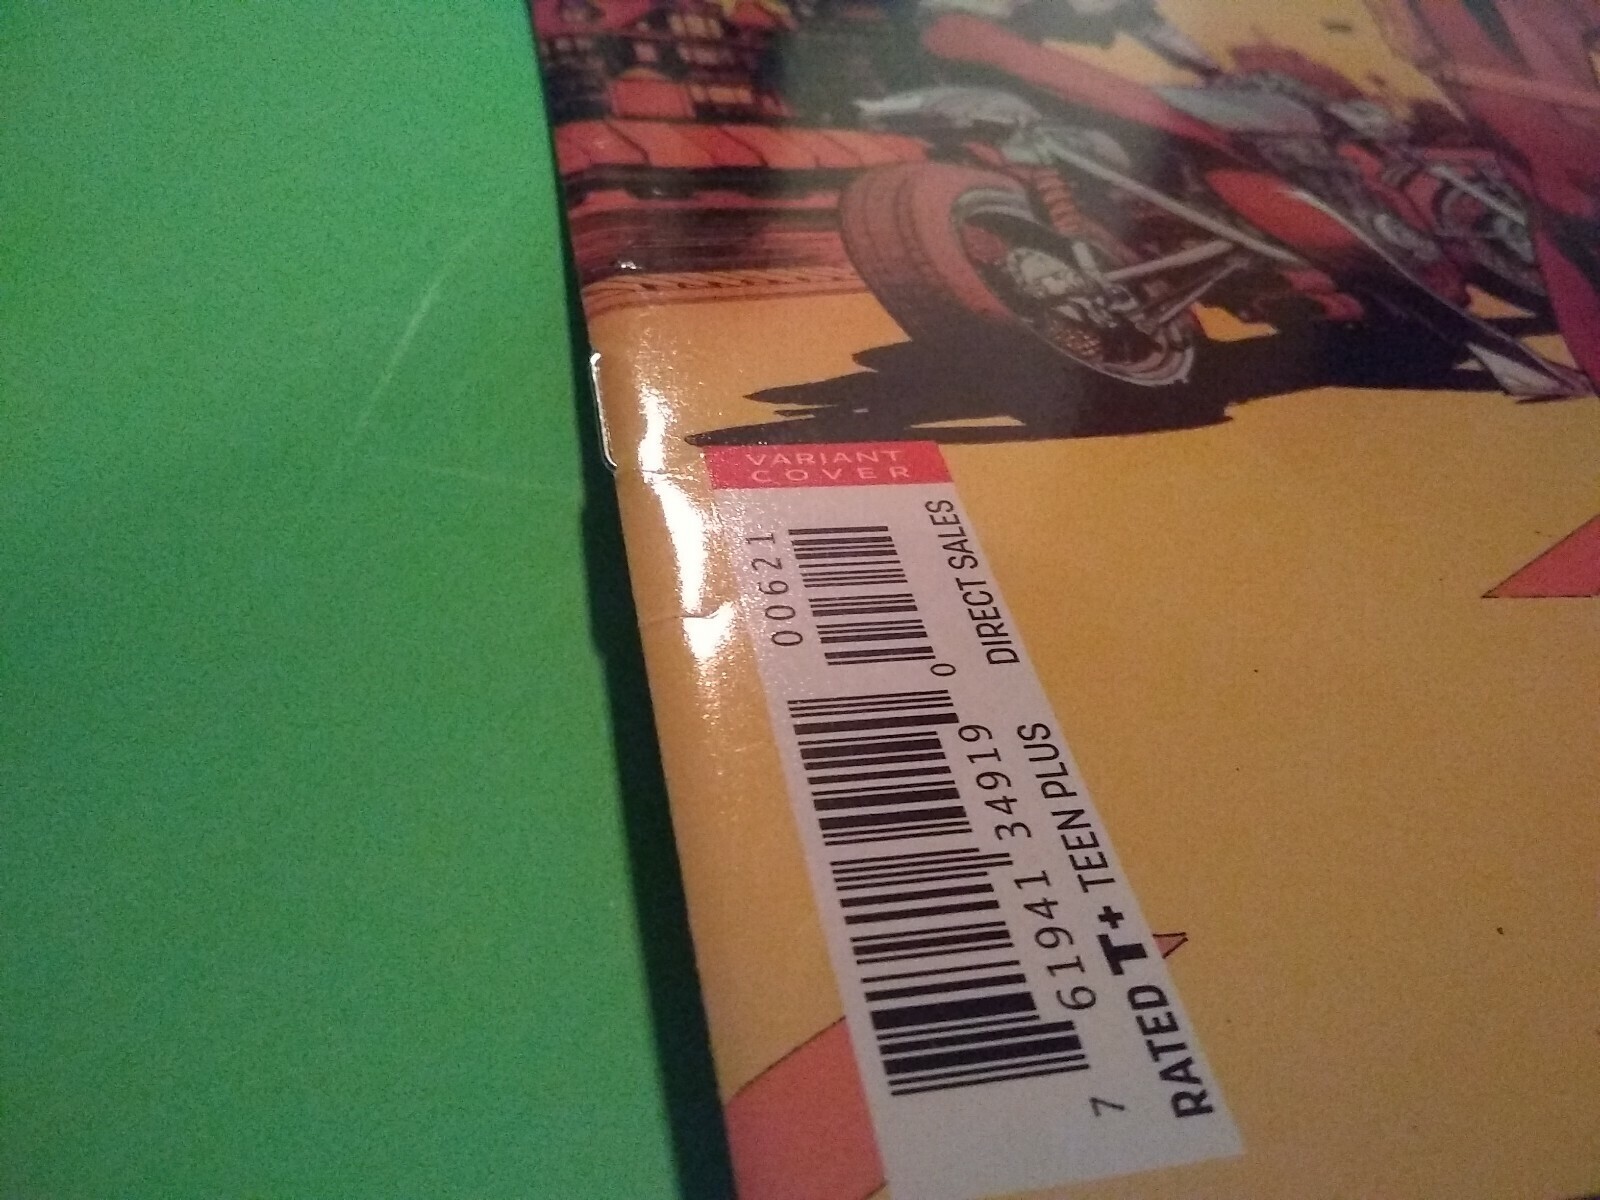 VARIANT
COVER
00621
7 61941 34919 0
DIRECT SALES
RATED T+ TEEN PLUS